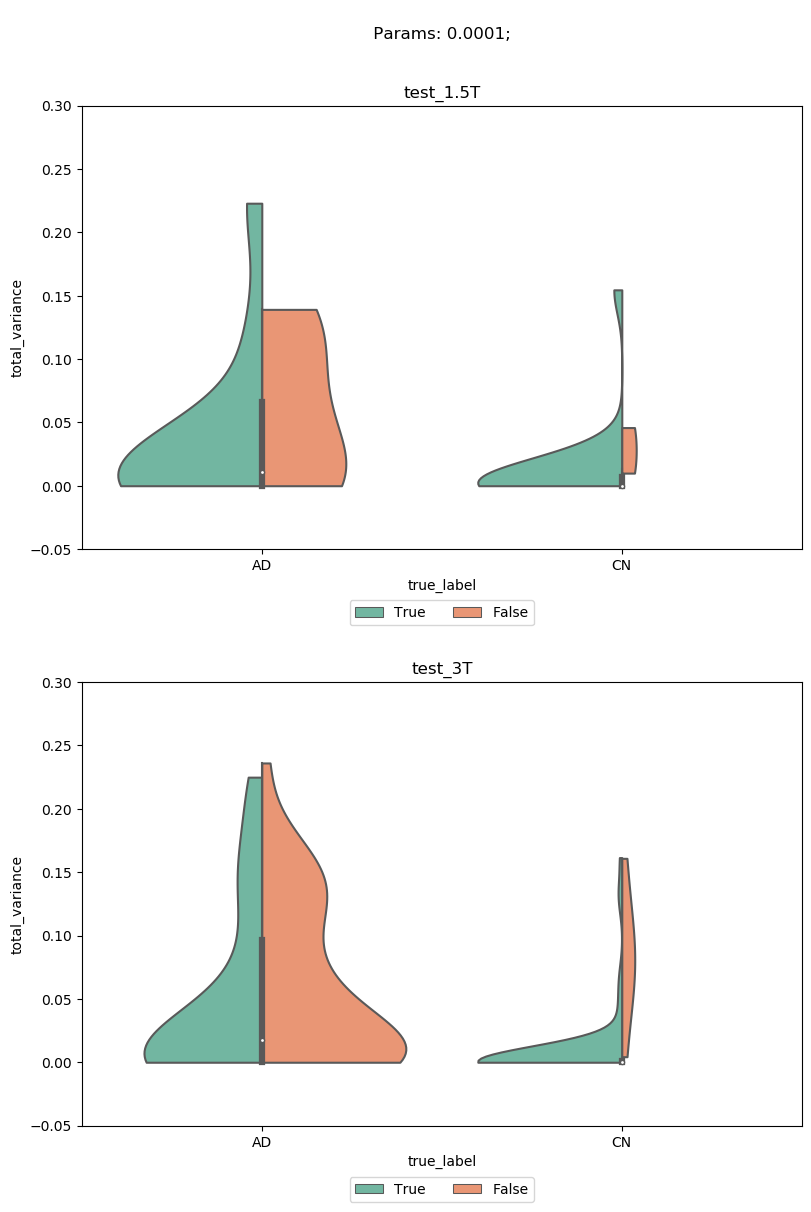 Params: 0.0001;
test_1.5T
0.30
0.25
0.20
0.15
0.10
0.05
0.00
−0.05
total_variance
AD CN
true_label
True False
test_3T
0.30
0.25
0.20
0.15
0.10
0.05
0.00
−0.05
total_variance
AD CN
true_label
True False